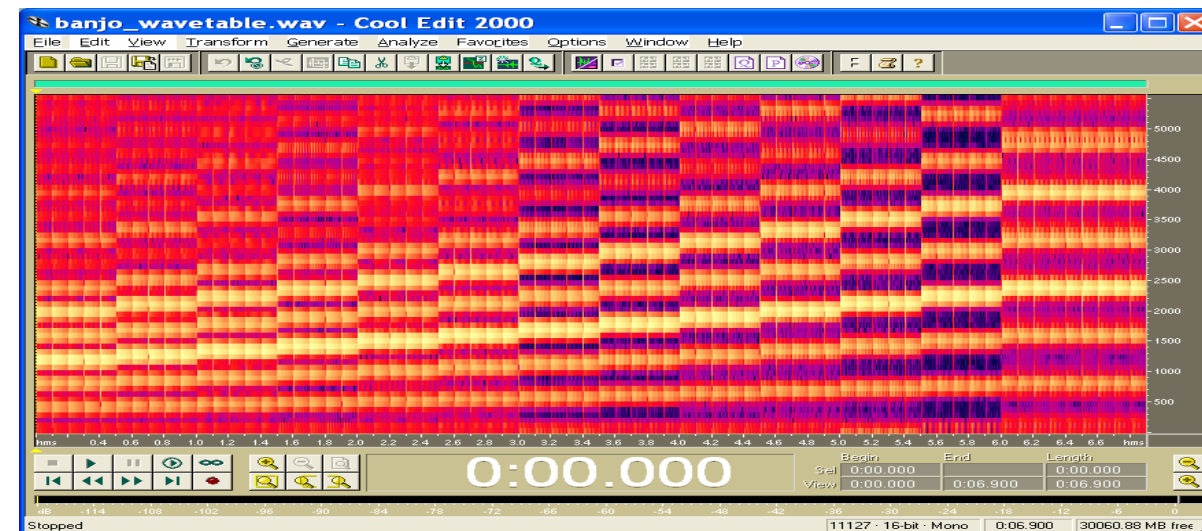 banjo_wavetable.wav - Cool Edit 2000
File Edit View Transform Generate Analyze Favorites Options Window Help
F ?
5000
4500
4000
3500
3000
2500
2000
1500
1000
500
hms 0.4 0.6 0.8 1.0 1.2 1.4 1.6 1.8 2.0 2.2 2.4 2.6 2.8 3.0 3.2 3.4 3.6 3.8 4.0 4.2 4.4 4.6 4.8 5.0 5.2 5.4 5.6 5.8 6.0 6.2 6.4 6.6 hms
0:00.000
Begin End Length
Sel 0:00.000 0:00.000
View 0:00.000 0:06.900 0:06.900
dB -114 -108 -102 -96 -90 -84 -78 -72 -66 -60 -54 -48 -42 -36 -30 -24 -18 -12 -6 0
Stopped 11127 · 16-bit · Mono 0:06.900 30060.88 MB free